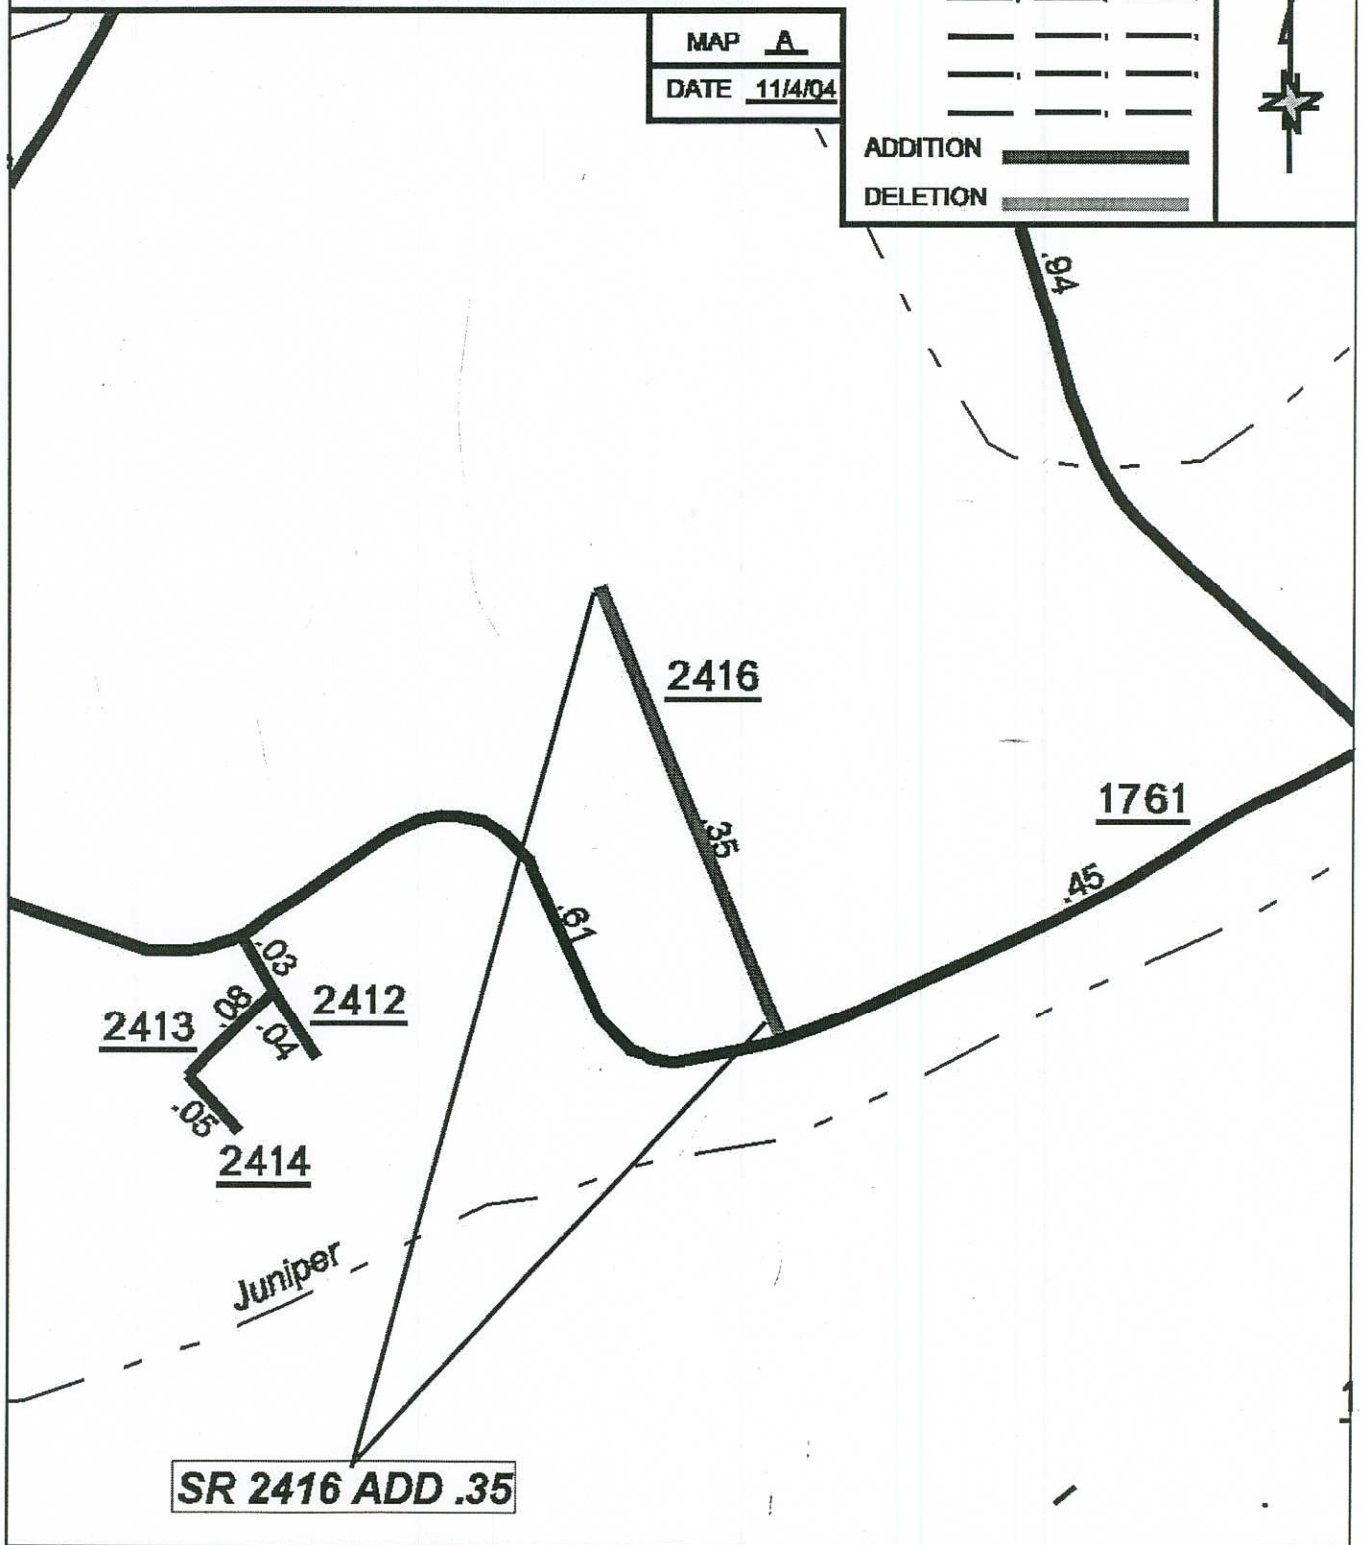 MAP A
DATE 11/4/04
ADDITION
DELETION
.94
2416
.35
1761
.45
.61
.03
2412
.08
2413
.04
.05
2414
Juniper
SR 2416 ADD .35